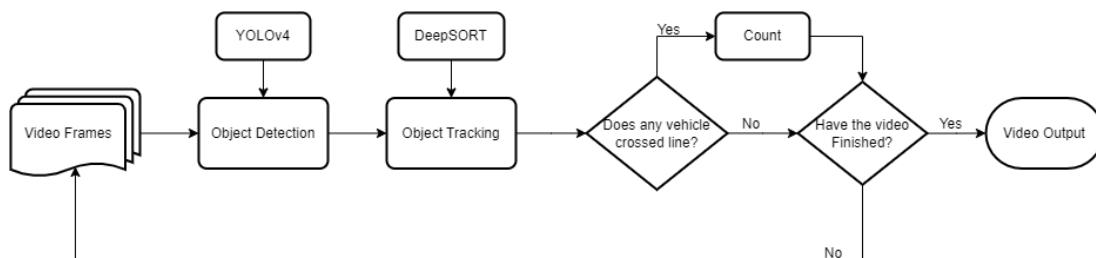 YOLOv4
DeepSORT
Yes
Count
Video Frames
Object Detection
Object Tracking
Does any vehicle
crossed line?
No
Have the video
Finished?
Yes
Video Output
No